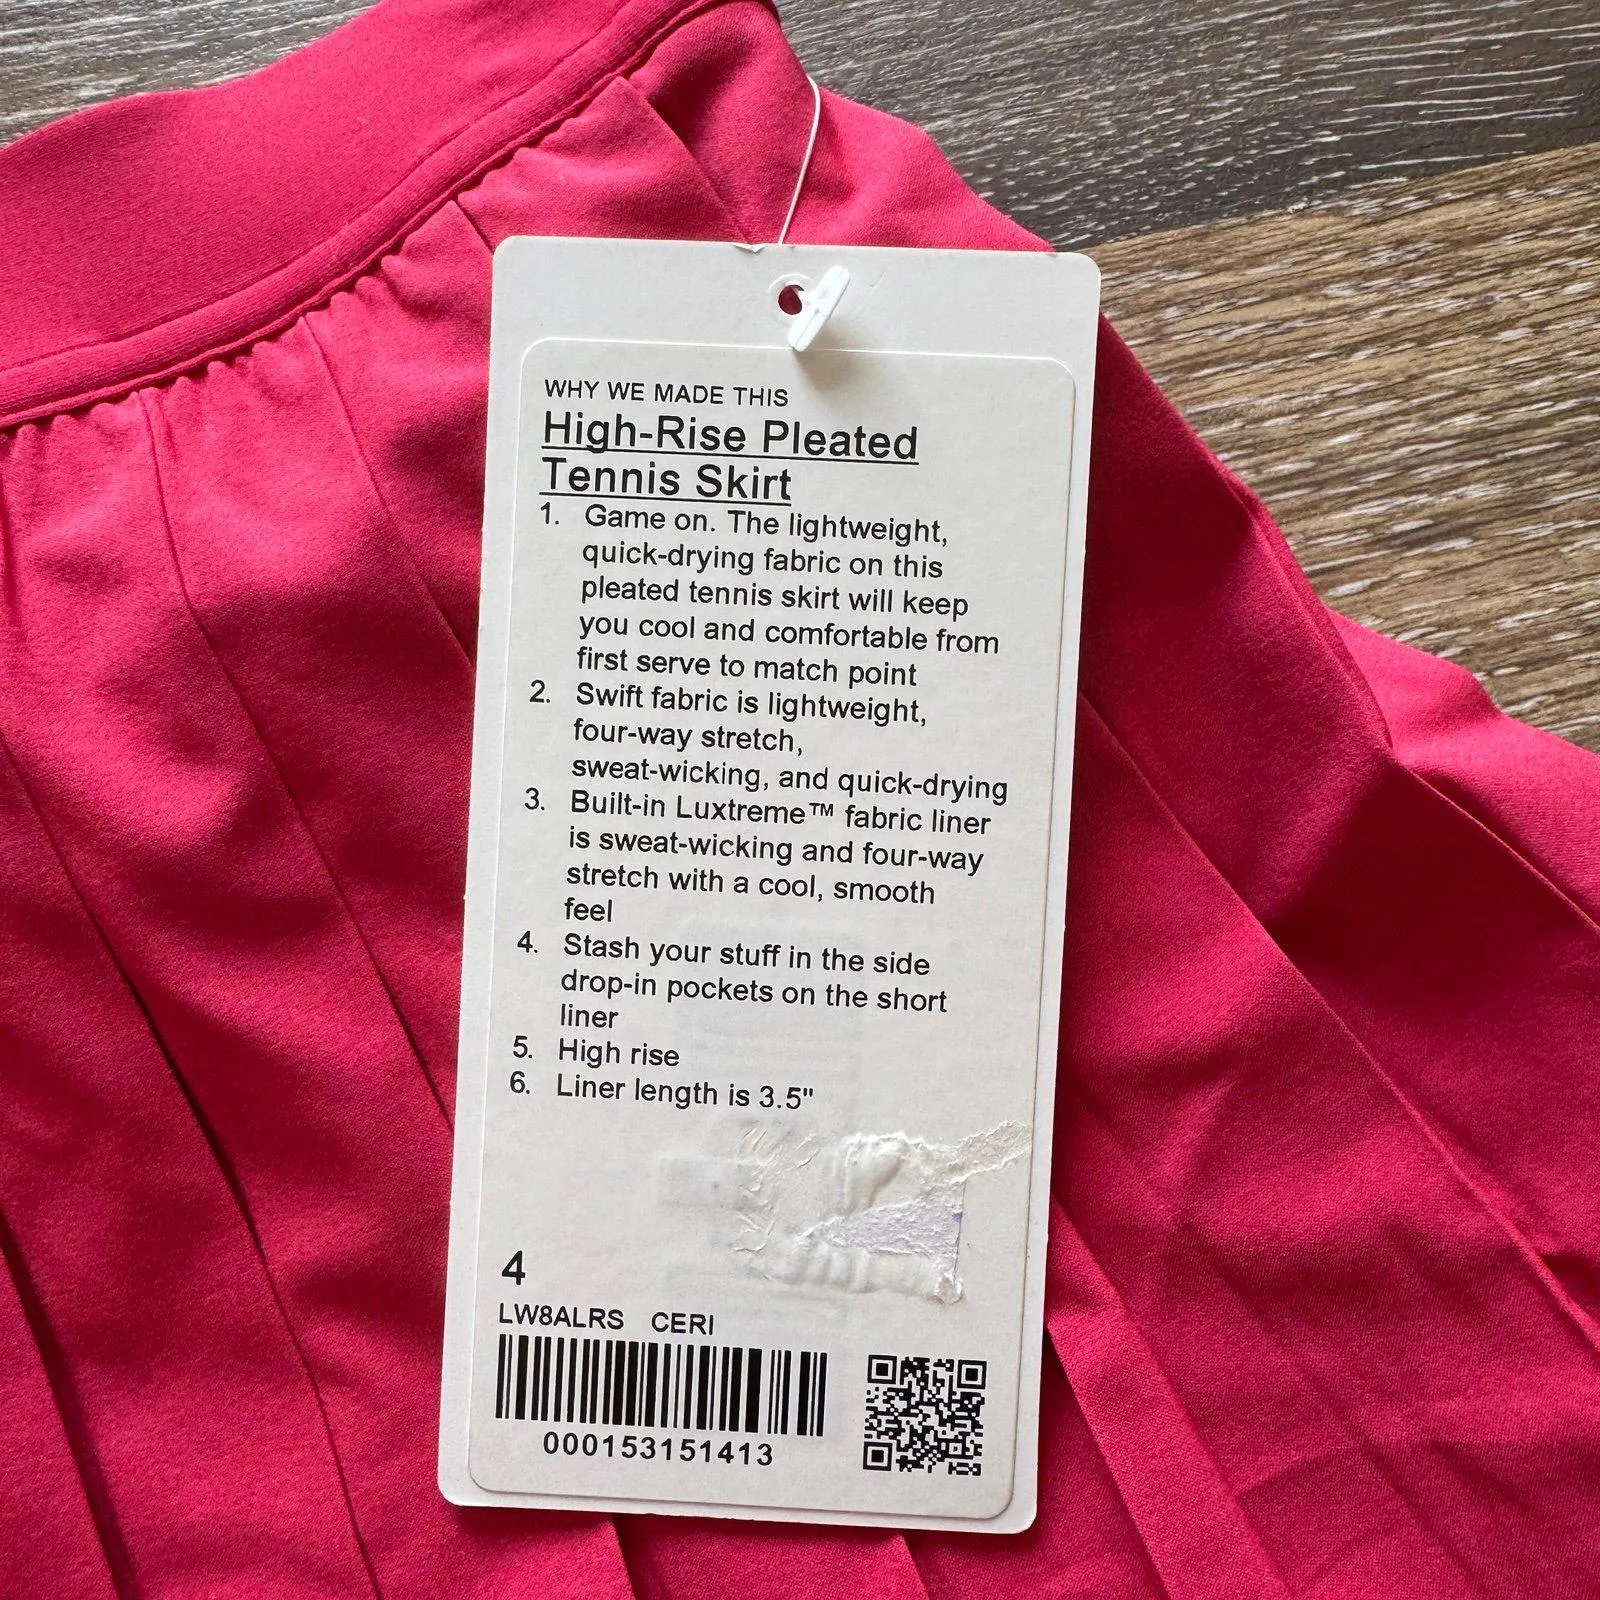 WHY WE MADE THIS
High-Rise Pleated
Tennis Skirt
1. Game on. The lightweight,
quick-drying fabric on this
pleated tennis skirt will keep
you cool and comfortable from
first serve to match point
2. Swift fabric is lightweight,
four-way stretch,
sweat-wicking, and quick-drying
3. Built-in Luxtreme™ fabric liner
is sweat-wicking and four-way
stretch with a cool, smooth
feel
4. Stash your stuff in the side
drop-in pockets on the short
liner
5. High rise
6. Liner length is 3.5"
4
LW8ALRS CERI
000153151413